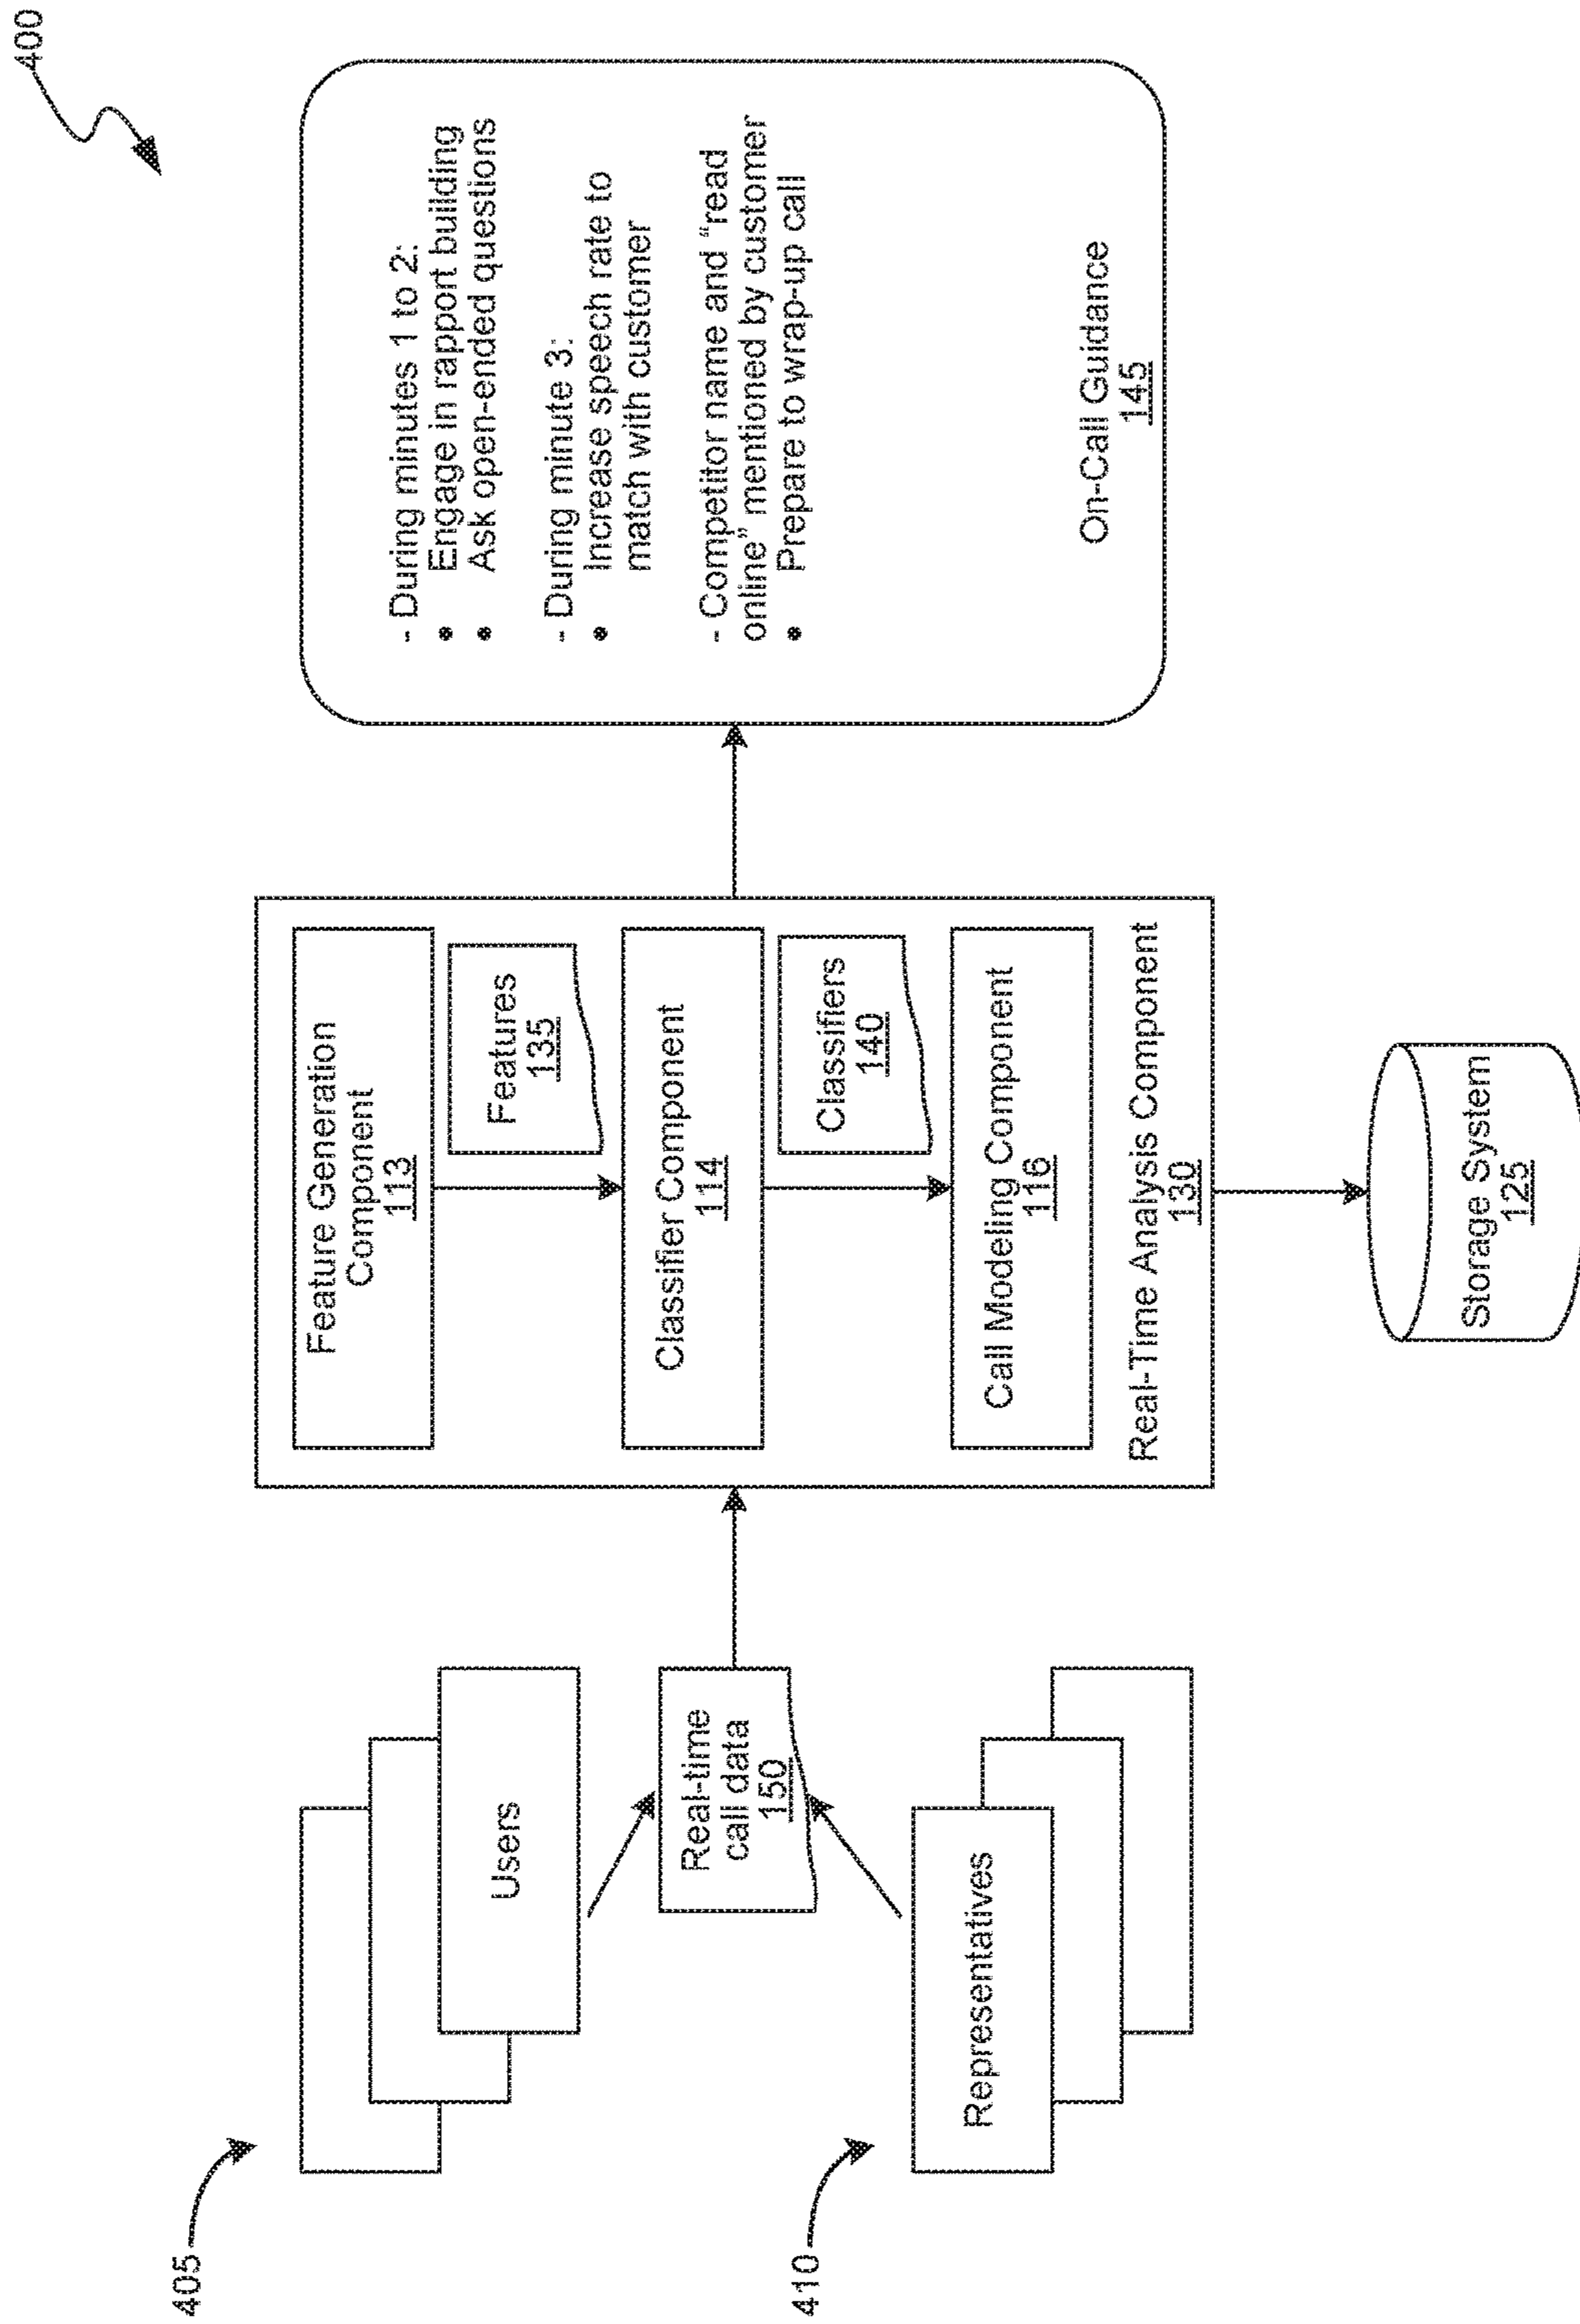 400
405
Users
Real-time
call data
150
410
Representatives
Feature Generation
Component
113
Features
135
Classifier Component
114
Classifiers
140
Call Modeling Component
116
Real-Time Analysis Component
130
Storage System
125
- During minutes 1 to 2:
• Engage in rapport building
• Ask open-ended questions
- During minute 3:
• Increase speech rate to
match with customer
- Competitor name and “read
online” mentioned by customer
• Prepare to wrap-up call
On-Call Guidance
145